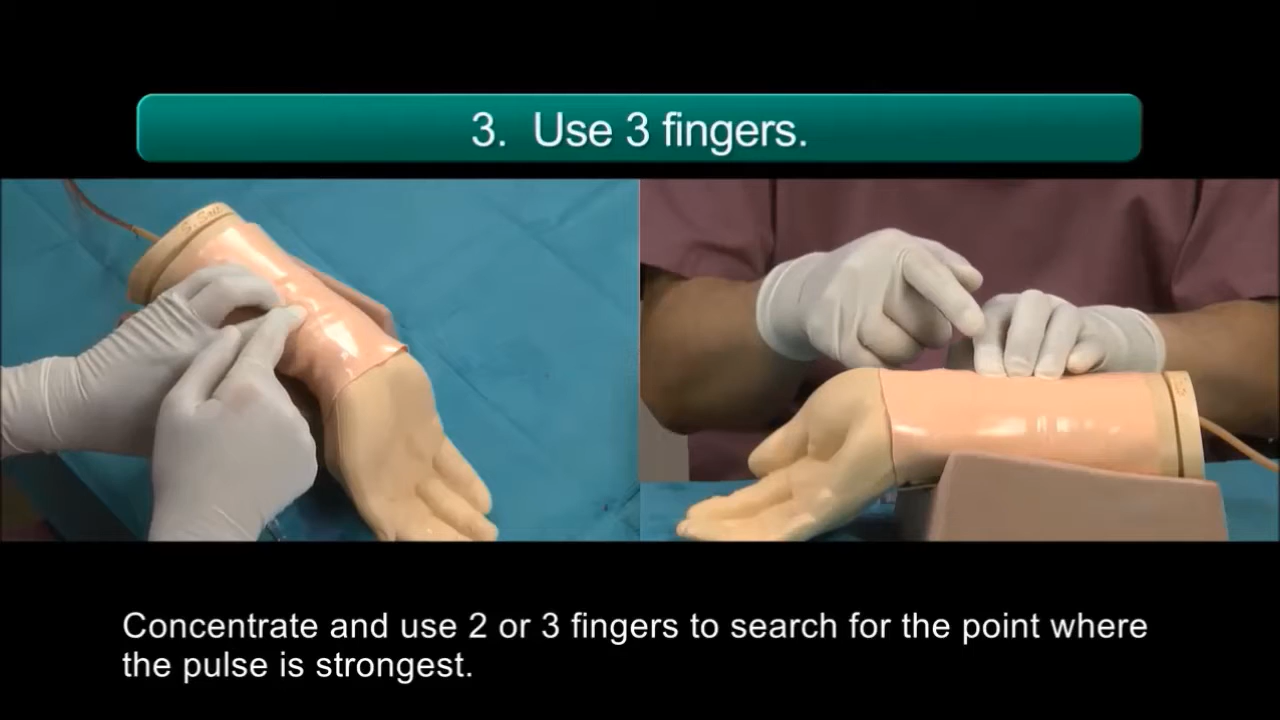 3. Use 3 fingers.
Concentrate and use 2 or 3 fingers to search for the point where
the pulse is strongest.